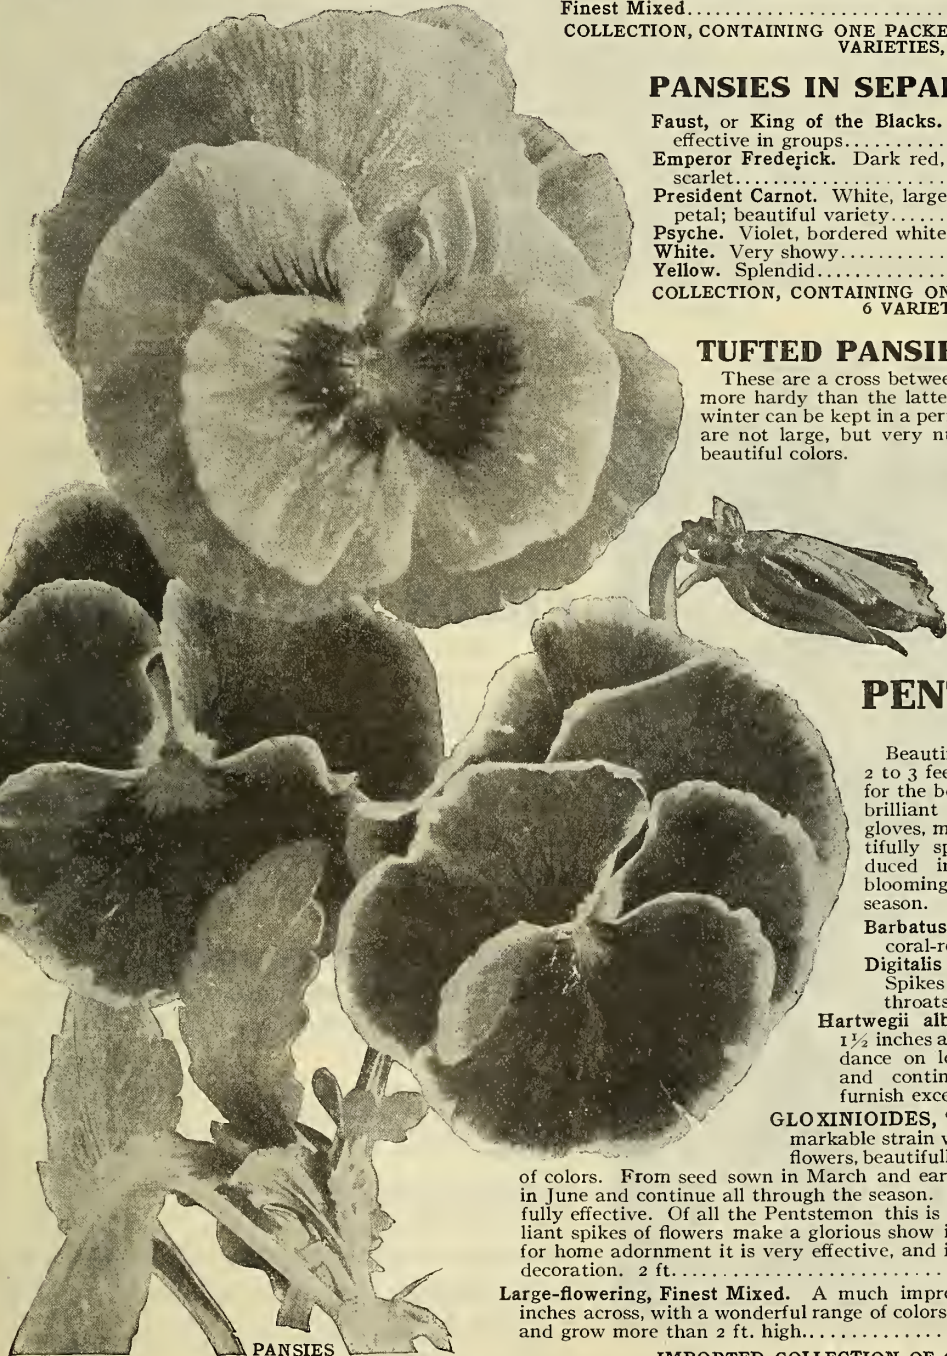 Finest Mixed........................
COLLECTION, CONTAINING ONE PACKE
VARIETIES,
PANSIES IN SEPA
Faust, or King of the Blacks.
effective in groups..........
Emperor Frederick. Dark red,
scarlet.....................
President Carnot. White, large
petal; beautiful variety......
Psyche. Violet, bordered white
White. Very showy...........
Yellow. Splendid.............
COLLECTION, CONTAINING ON
6 VARIET
TUFTED PANSIE
These are a cross betwee
more hardy than the latte
winter can be kept in a per
are not large, but very n
beautiful colors.
PEN
Beauti
2 to 3 fee
for the b
brilliant
gloves, m
tifully sp
duced in
blooming
season.
Barbatus
coral-r
Digitalis
Spikes
throats
Hartwegii alb
1½ inches a
dance on l
and contin
furnish exce
GLOXINIOIDES,
markable strain
flowers, beautiful
of colors. From seed sown in March and ear
in June and continue all through the season.
fully effective. Of all the Pentstemon this is
liant spikes of flowers make a glorious show i
for home adornment it is very effective, and i
decoration. 2 ft..........................
Large-flowering, Finest Mixed. A much impro
inches across, with a wonderful range of colors
and grow more than 2 ft. high..............
PANSIES
IMPORTED COLLECTION OF